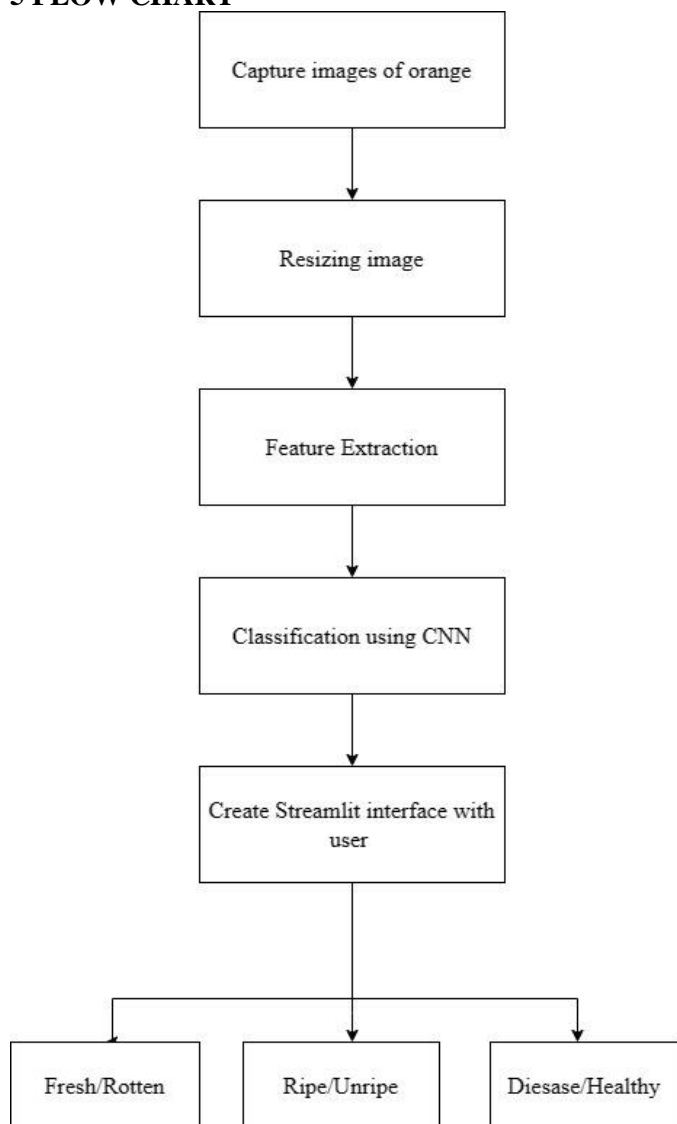 5 FLOW CHART
Capture images of orange
Resizing image
Feature Extraction
Classification using CNN
Create Streamlit interface with
user
Fresh/Rotten
Ripe/Unripe
Diesase/Healthy